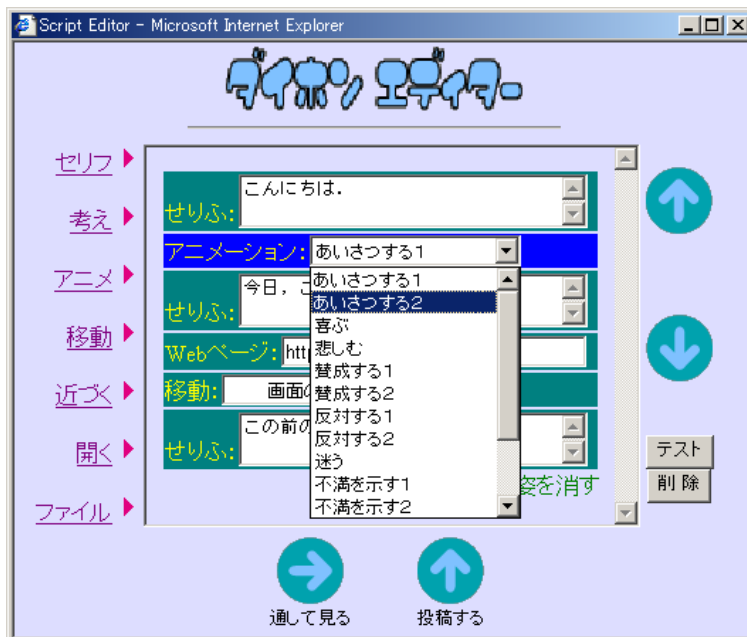 Script Editor - Microsoft Internet Explorer
ダイホン エディター
セリフ
考え
アニメ
移動
近づく
開く
ファイル
せりふ: こんにちは.
アニメーション: あいさつする1
せりふ: 今日,
あいさつする1
あいさつする2
喜ぶ
悲しむ
賛成する1
賛成する2
反対する1
反対する2
迷う
不満を示す1
不満を示す2
Webページ: http
移動: 画面の
せりふ: この前の
姿を消す
テスト
削除
通して見る
投稿する